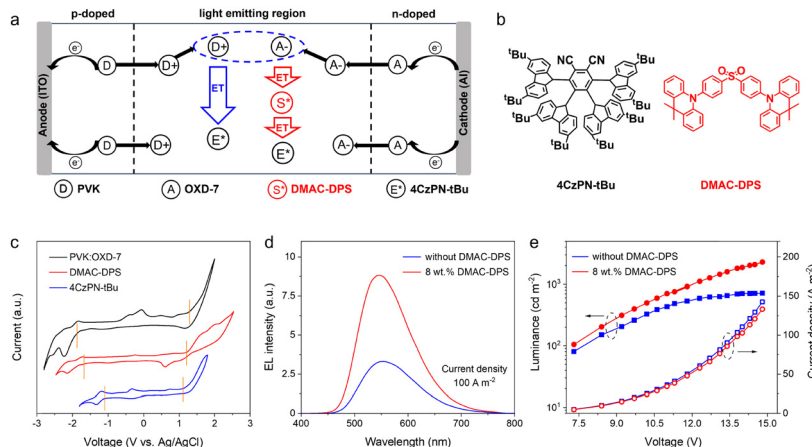 a
p-doped
light emitting region
n-doped
Anode (ITO)
Cathode (Al)
e-
D
D+
D+
A-
A-
A
e-
ET
ET
S*
ET
E*
E*
e-
D
D+
A-
A
e-
D PVK
A OXD-7
S* DMAC-DPS
E* 4CzPN-tBu
b
tBu
tBu
NC
CN
tBu
tBu
tBu
tBu
tBu
tBu
4CzPN-tBu
O
O
S
N
N
DMAC-DPS
c
PVK:OXD-7
DMAC-DPS
4CzPN-tBu
Current (a.u.)
-3 -2 -1 0 1 2 3
Voltage (V vs. Ag/AgCl)
d
without DMAC-DPS
8 wt.% DMAC-DPS
Current density
100 A m-2
EL intensity (a.u.)
10
8
5
3
0
400 500 600 700 800
Wavelength (nm)
e
without DMAC-DPS
8 wt.% DMAC-DPS
Luminance (cd m-2)
103
102
101
Current density (A m-2)
200
150
100
50
0
7.5 9.0 10.5 12.0 13.5 15.0
Voltage (V)